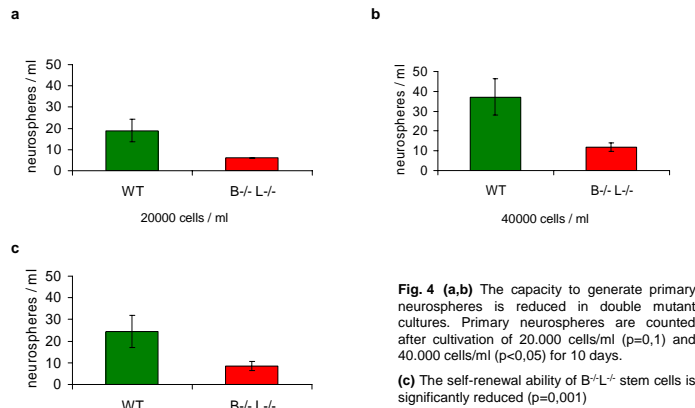 a
50
40
30
20
10
0
neurospheres / ml
WT
B-/- L-/-
20000 cells / ml
b
50
40
30
20
10
0
neurospheres / ml
WT
B-/- L-/-
40000 cells / ml
c
50
40
30
20
10
0
neurospheres / ml
WT
B-/- L-/-
Fig. 4 (a,b) The capacity to generate primary
neurospheres is reduced in double mutant
cultures. Primary neurospheres are counted
after cultivation of 20.000 cells/ml (p=0,1) and
40.000 cells/ml (p<0,05) for 10 days.
(c) The self-renewal ability of B-/-L-/- stem cells is
significantly reduced (p=0,001)